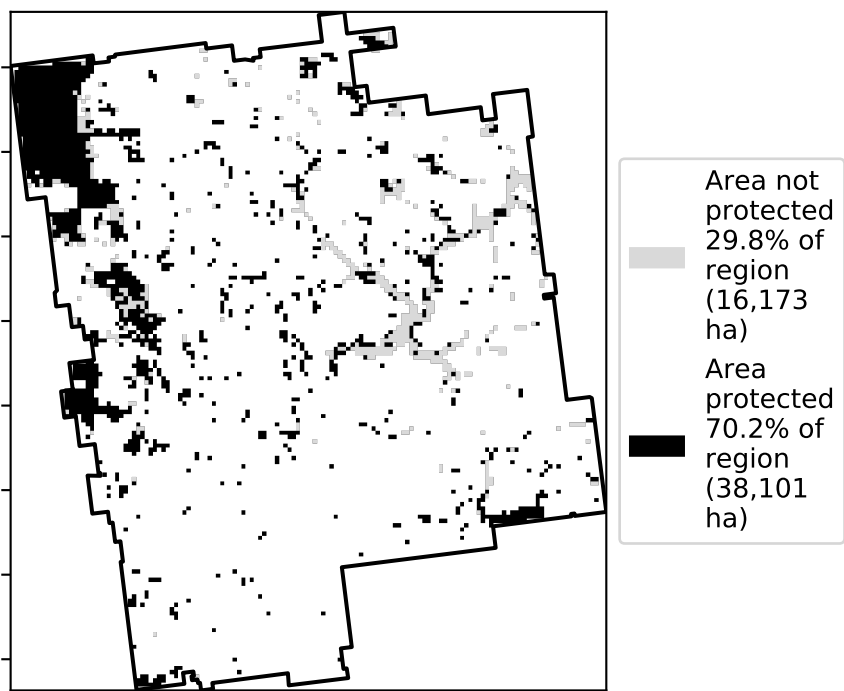 Area not
protected
29.8% of
region
(16,173
ha)
Area
protected
70.2% of
region
(38,101
ha)